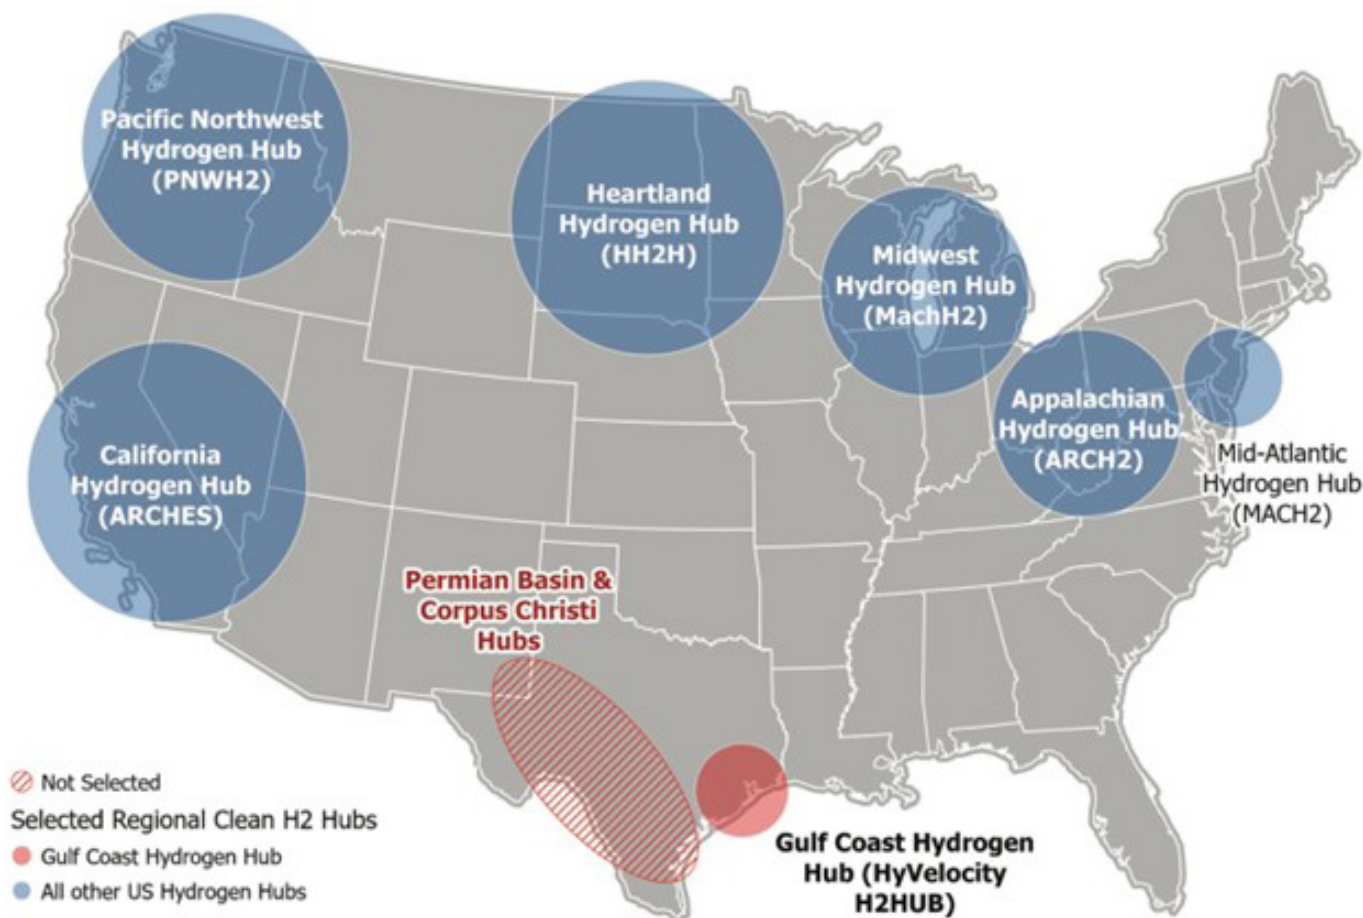 Pacific Northwest
Hydrogen Hub
(PNWH2)
Heartland
Hydrogen Hub
(HH2H)
Midwest
Hydrogen Hub
(MachH2)
Appalachian
Hydrogen Hub
(ARCH2)
Mid-Atlantic
Hydrogen Hub
(MACH2)
California
Hydrogen Hub
(ARCHES)
Permian Basin &
Corpus Christi
Hubs
Gulf Coast Hydrogen
Hub (HyVelocity
H2HUB)
Not Selected
Selected Regional Clean H2 Hubs
Gulf Coast Hydrogen Hub
All other US Hydrogen Hubs